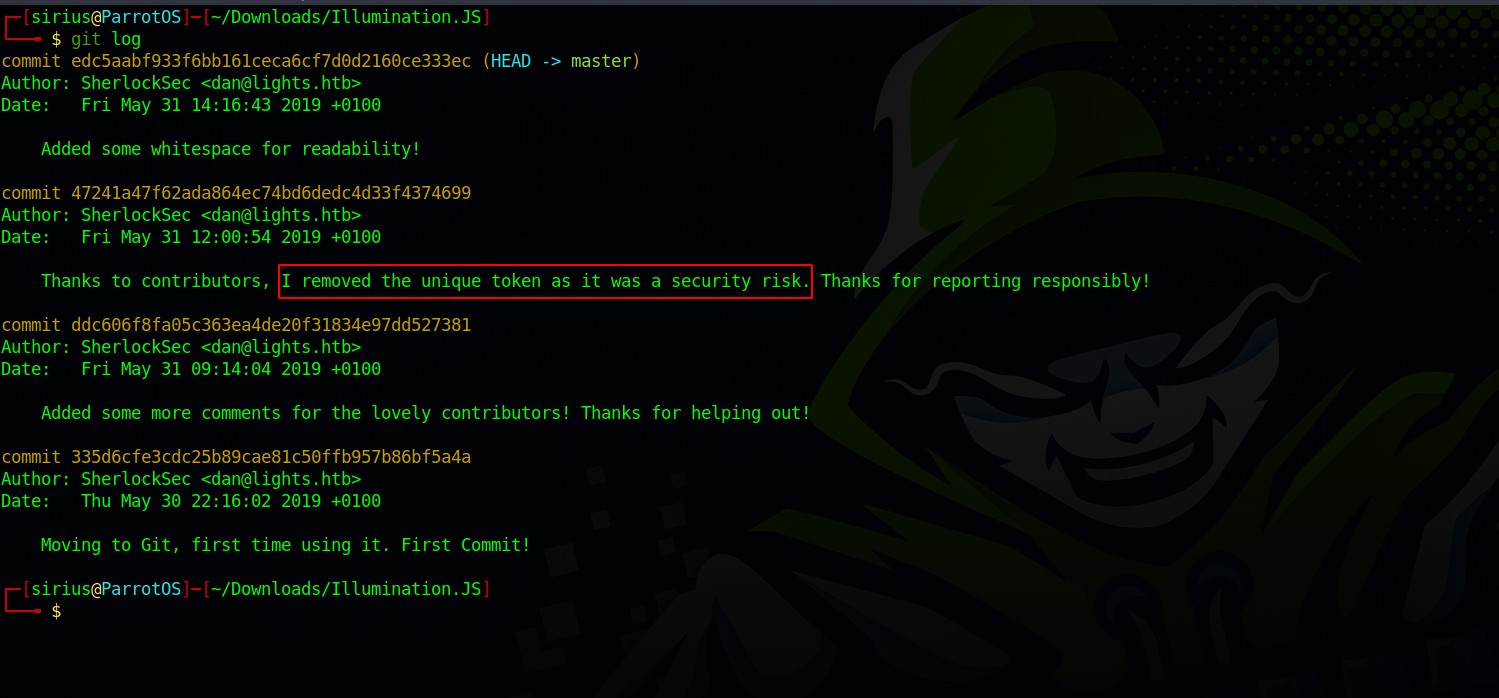 [sirius@ParrotOS]-[~/Downloads/Illumination.JS]
$ git log
commit edc5aabf933f6bb161ceca6cf7d0d2160ce333ec (HEAD -> master)
Author: SherlockSec <dan@lights.htb>
Date:   Fri May 31 14:16:43 2019 +0100
Added some whitespace for readability!
commit 47241a47f62ada864ec74bd6dedc4d33f4374699
Author: SherlockSec <dan@lights.htb>
Date:   Fri May 31 12:00:54 2019 +0100
Thanks to contributors, I removed the unique token as it was a security risk. Thanks for reporting responsibly!
commit ddc606f8fa05c363ea4de20f31834e97dd527381
Author: SherlockSec <dan@lights.htb>
Date:   Fri May 31 09:14:04 2019 +0100
Added some more comments for the lovely contributors! Thanks for helping out!
commit 335d6cfe3cdc25b89cae81c50ffb957b86bf5a4a
Author: SherlockSec <dan@lights.htb>
Date:   Thu May 30 22:16:02 2019 +0100
Moving to Git, first time using it. First Commit!
[sirius@ParrotOS]-[~/Downloads/Illumination.JS]
$